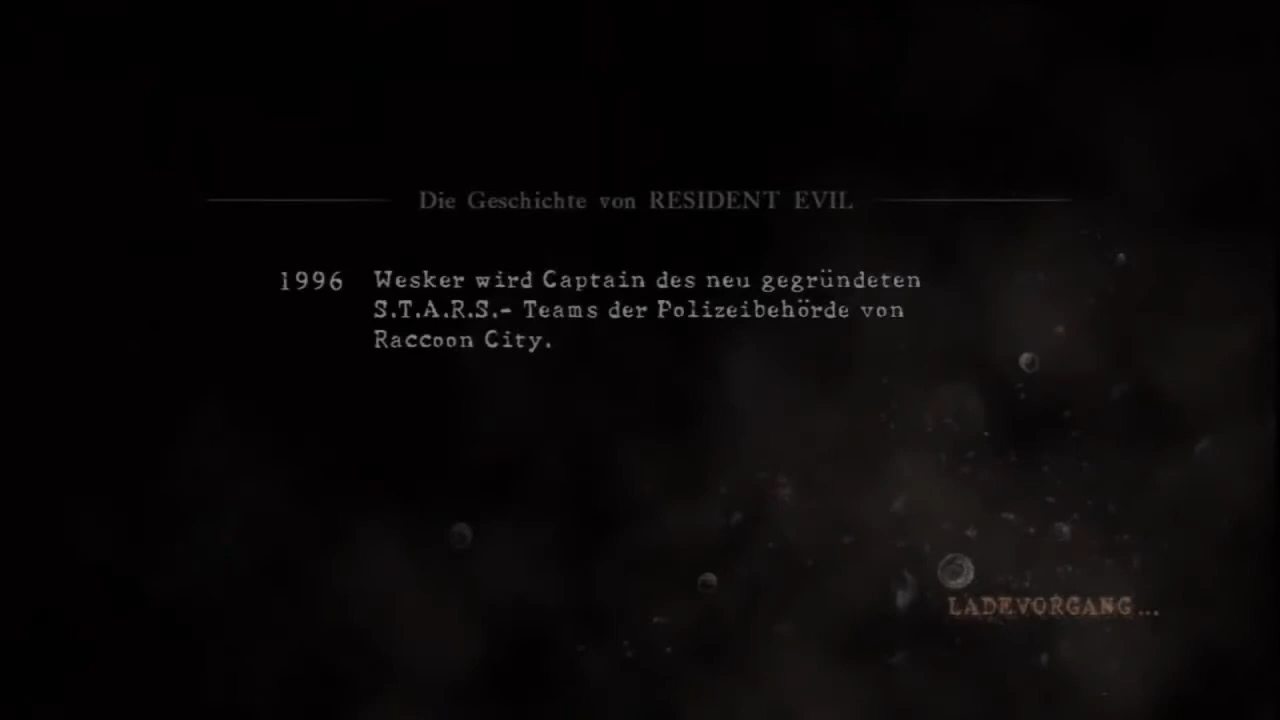 Die Geschichte von RESIDENT EVIL
1996 Wesker wird Captain des neu gegründeten
S.T.A.R.S.- Teams der Polizeibehörde von
Raccoon City.
LADEVORGANG...